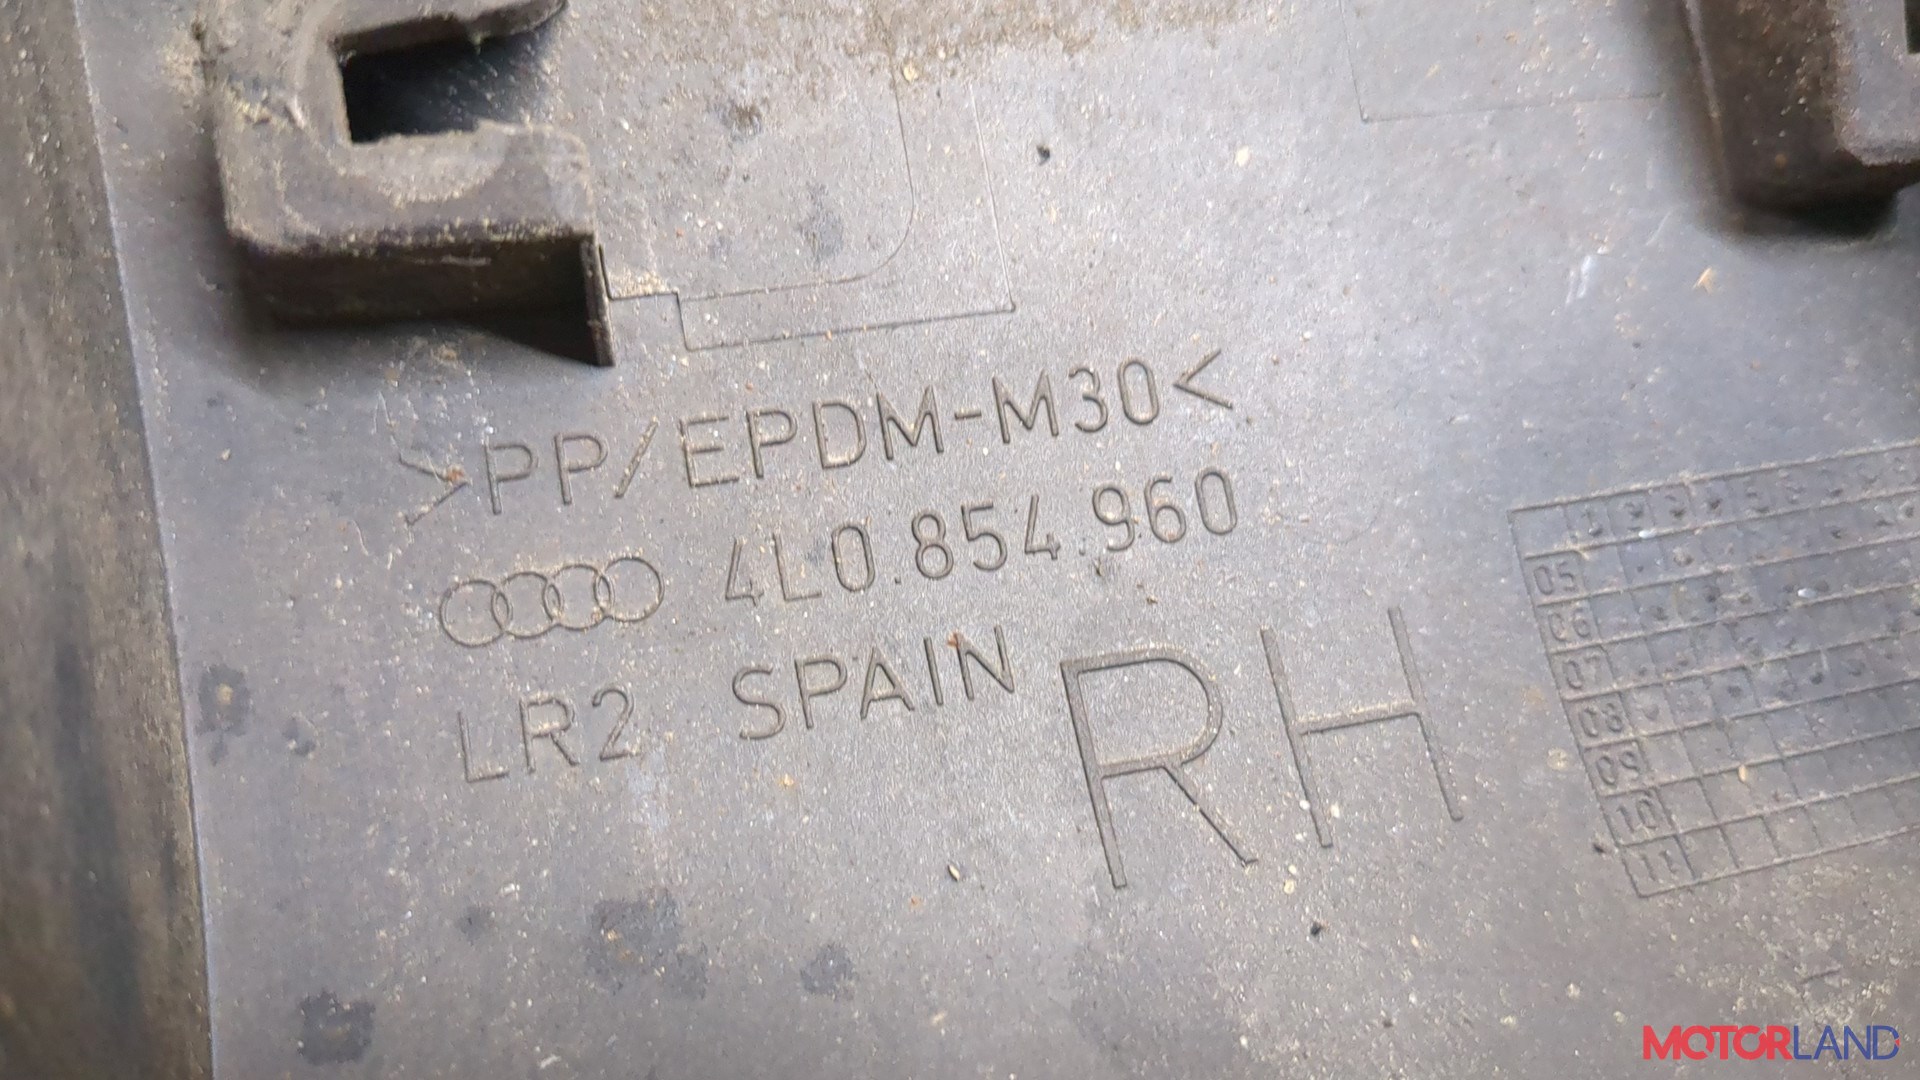 >PP/EPDM-M30<
4L0.854.960
LR2 SPAIN
RH
05
06
07
08
09
10
11
MOTORLAND